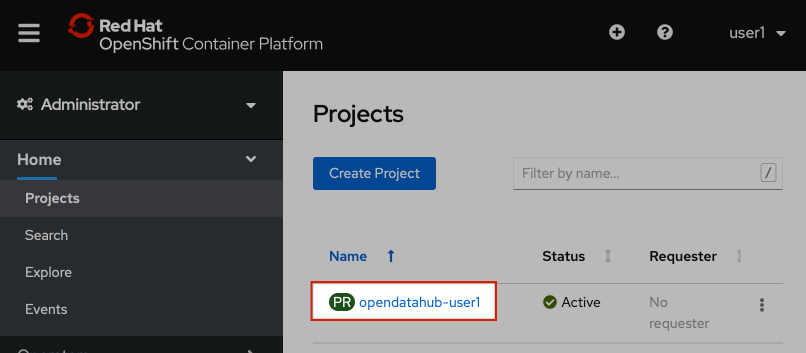 Red Hat
OpenShift Container Platform
user1
Administrator
Home
Projects
Search
Explore
Events
Projects
Create Project
Filter by name...
/
Name
Status
Requester
PR opendatahub-user1
Active
No
requester